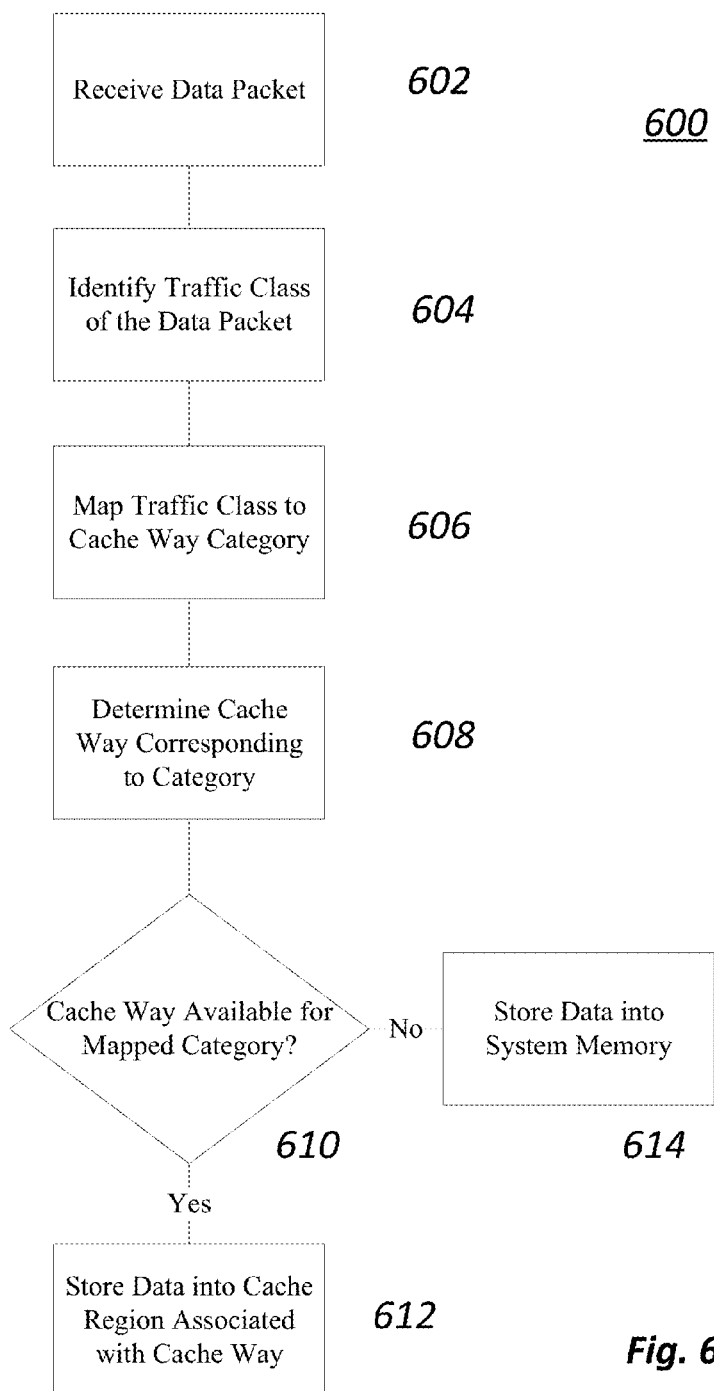 Receive Data Packet
602
600
Identify Traffic Class
of the Data Packet
604
Map Traffic Class to
Cache Way Category
606
Determine Cache
Way Corresponding
to Category
608
Cache Way Available for
Mapped Category?
No
Store Data into
System Memory
610
614
Yes
Store Data into Cache
Region Associated
with Cache Way
612
Fig. 6